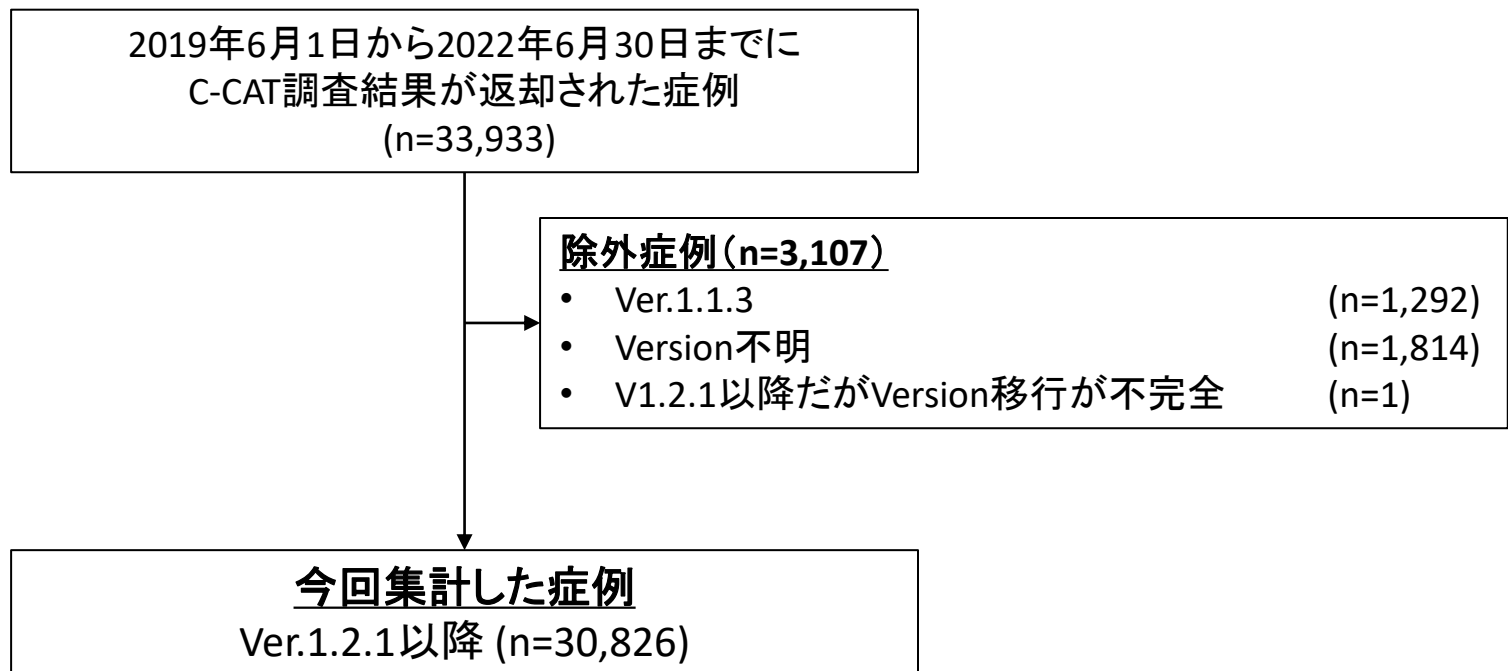 2019年6月1日から2022年6月30日までに
C-CAT調査結果が返却された症例
(n=33,933)
除外症例(n=3,107)
• Ver.1.1.3 (n=1,292)
• Version不明 (n=1,814)
• V1.2.1以降だがVersion移行が不完全 (n=1)
今回集計した症例
Ver.1.2.1以降 (n=30,826)